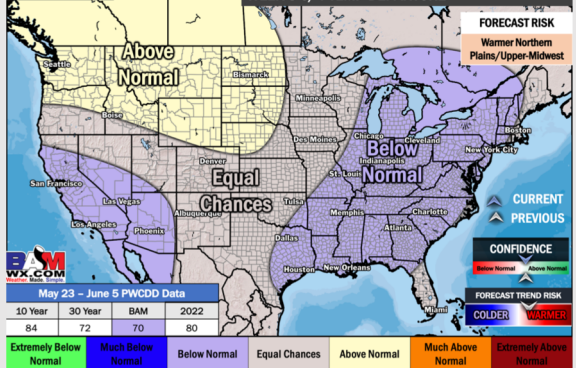 FORECAST RISK
Warmer Northern
Plains/Upper-Midwest
Above
Normal
Seattle
Bismarck
Minneapolis
Boise
Des Moines
Chicago
Cleveland
Boston
New York City
Below
Normal
Indianapolis
Denver
Equal
Chances
St. Louis
San Francisco
Las Vegas
Los Angeles
Phoenix
Albuquerque
Tulsa
Memphis
Charlotte
Atlanta
Dallas
Houston
New Orleans
Miami
CURRENT
PREVIOUS
CONFIDENCE
Below Normal
Above Normal
FORECAST TREND RISK
COLDER
WARMER
BAM
WX.COM
Weather. Made. Simple.
May 23 – June 5 PWCDD Data
10 Year 30 Year BAM 2022
84 72 70 80
Extremely Below Normal
Much Below Normal
Below Normal
Equal Chances
Above Normal
Much Above Normal
Extremely Above Normal